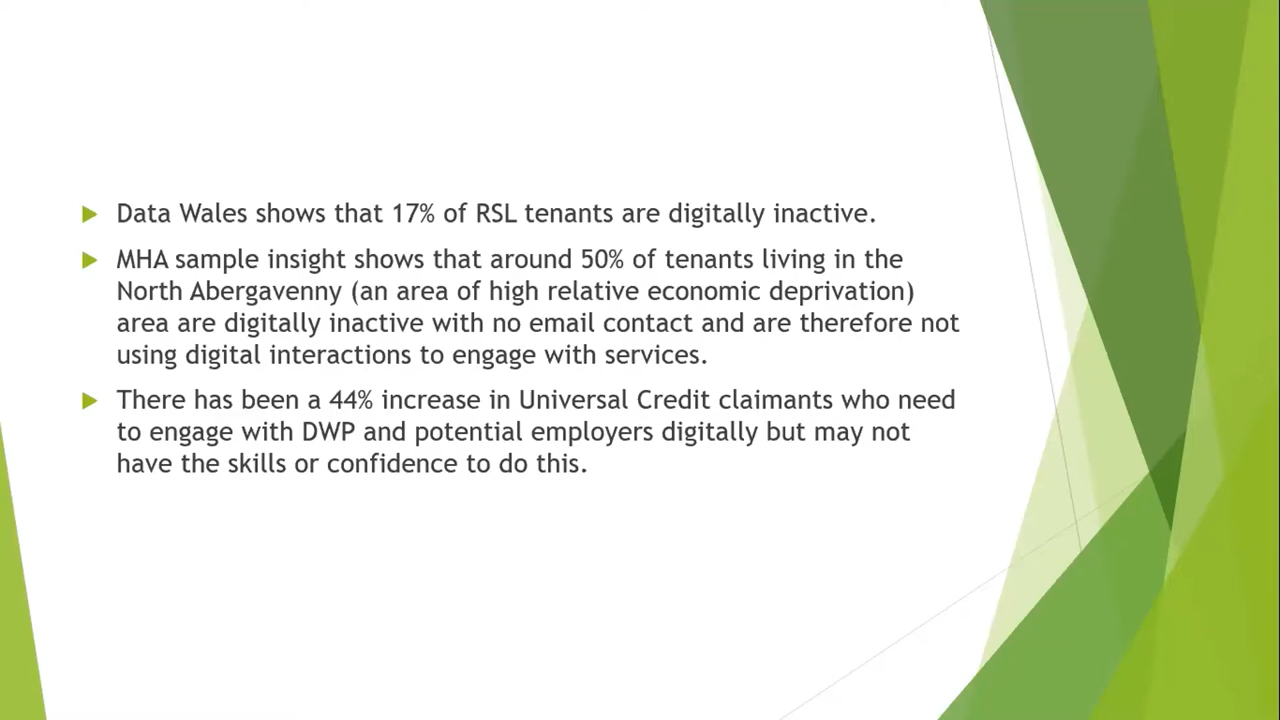 Data Wales shows that 17% of RSL tenants are digitally inactive.
MHA sample insight shows that around 50% of tenants living in the
North Abergavenny (an area of high relative economic deprivation)
area are digitally inactive with no email contact and are therefore not
using digital interactions to engage with services.
There has been a 44% increase in Universal Credit claimants who need
to engage with DWP and potential employers digitally but may not
have the skills or confidence to do this.